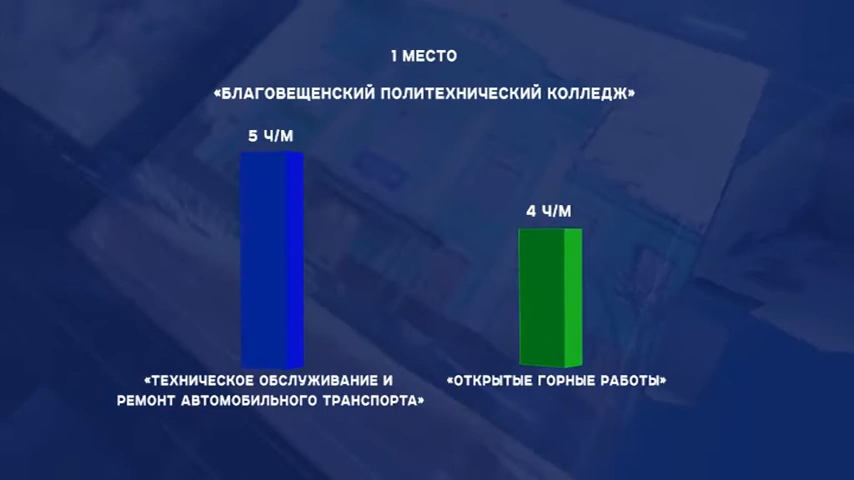 1 МЕСТО
«БЛАГОВЕЩЕНСКИЙ ПОЛИТЕХНИЧЕСКИЙ КОЛЛЕДЖ»
5 Ч/М
4 Ч/М
«ТЕХНИЧЕСКОЕ ОБСЛУЖИВАНИЕ И
РЕМОНТ АВТОМОБИЛЬНОГО ТРАНСПОРТА»
«ОТКРЫТЫЕ ГОРНЫЕ РАБОТЫ»